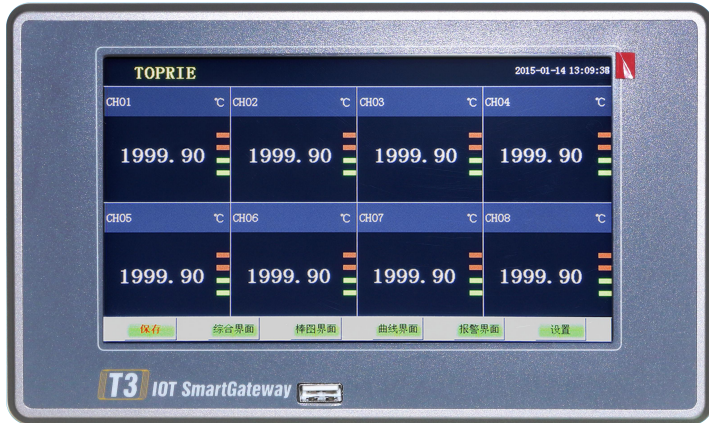 TOPRIE 2015-01-14 13:09:38
CH01 ℃ CH02 ℃ CH03 ℃ CH04 ℃
1999.90 1999.90 1999.90 1999.90
CH05 ℃ CH06 ℃ CH07 ℃ CH08 ℃
1999.90 1999.90 1999.90 1999.90
保存 综合界面 棒图界面 曲线界面 报警界面 设置
T3 IOT SmartGateway